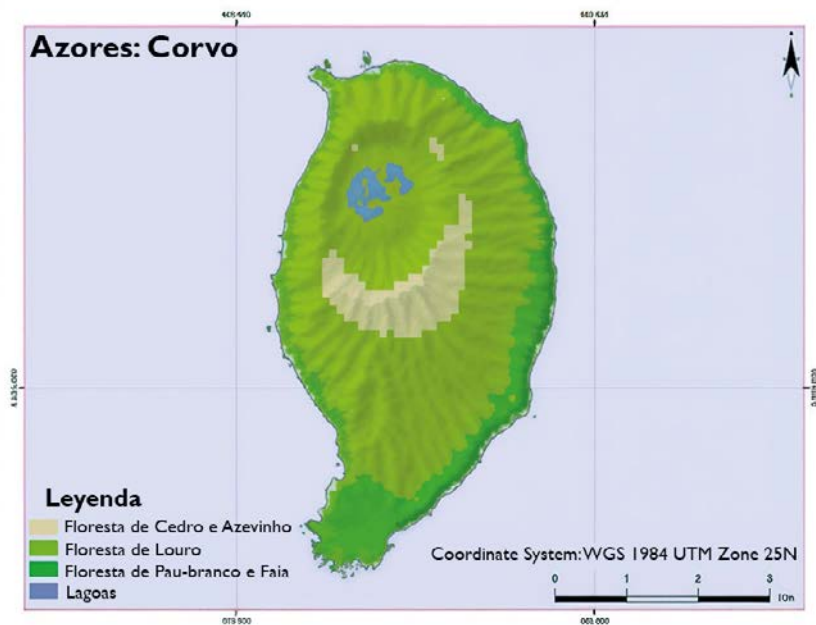 Azores: Corvo
Leyenda
Floresta de Cedro e Azevinho
Floresta de Louro
Floresta de Pau-branco e Faia
Lagoas
Coordinate System: WGS 1984 UTM Zone 25N
0 1 2 3